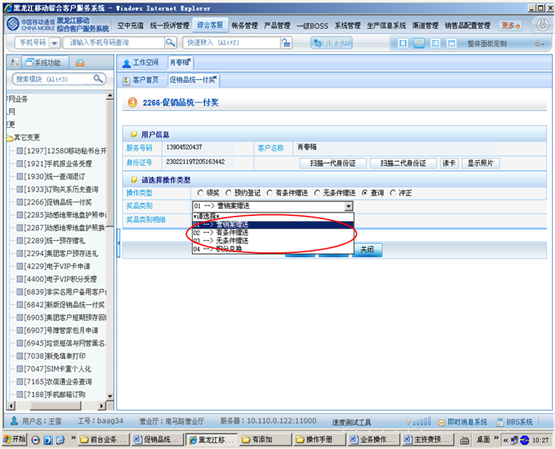 黑龙江移动综合客户服务系统 - Windows Internet Explorer
中国移动通信 CHINA MOBILE
黑龙江移动 综合客户服务系统
空中充值 统一投诉管理 综合客服 帐务管理 产品管理 一级BOSS 系统管理 生产信息系统 渠道管理 销售品配置管理 更多
手机号码 请输入手机号码查询 快速转入 (Alt+2) 整体面板定制
系统功能
搜索模块 (Alt+3)
网业务
网
变更
其它变更
[1297]12580移动秘书台开
[1921]手机报业务受理
[1930]统一查询退订
[1933]订购关系历史查询
[2266]促销品统一付奖
[2285]动感地带地盘护照申
[2287]动感地带地盘护照
[2289]统一预存赠礼
[2294]集团客户预存送礼
[4229]电子VIP卡申请
[4400]电子VIP积分受理
[6839]非实名用户备用客户
[6842]新版促销品统一付奖
[6905]集团客户短期预存回
[6907]号簿管家包月申请
[6945]垃圾短信与网管黑名
[7038]新免填单打印
[7047]SIM卡重个人化
[7165]农信通业务查询
[7188]手机邮箱订购
工作空间 肖春梅
客户首页 促销品统一付奖
2266·促销品统一付奖
用户信息
服务号码 13904520437 客户名称 肖春梅
身份证号 230221197205163442 扫描一代身份证 扫描二代身份证 读卡 显示照片
请选择操作类型
操作类型 领奖 预约登记 有条件赠送 无条件赠送 查询 冲正
奖品类别 01 --> 营销案赠送
奖品类别明细 *请选择*
01 --> 营销案赠送
02 --> 有条件赠送
03 --> 无条件赠送
04 --> 积分兑换
关闭
用户名：王雪 工号：baag34 营业厅：南马路营业厅 服务器：10.110.0.122:11000 速度测试工具 即时消息系统 BBS系统
开始 前台业务... 促销品统... 黑龙江移... 有添加 操作手册 业务操作... 主资费预... 桌面 10:27